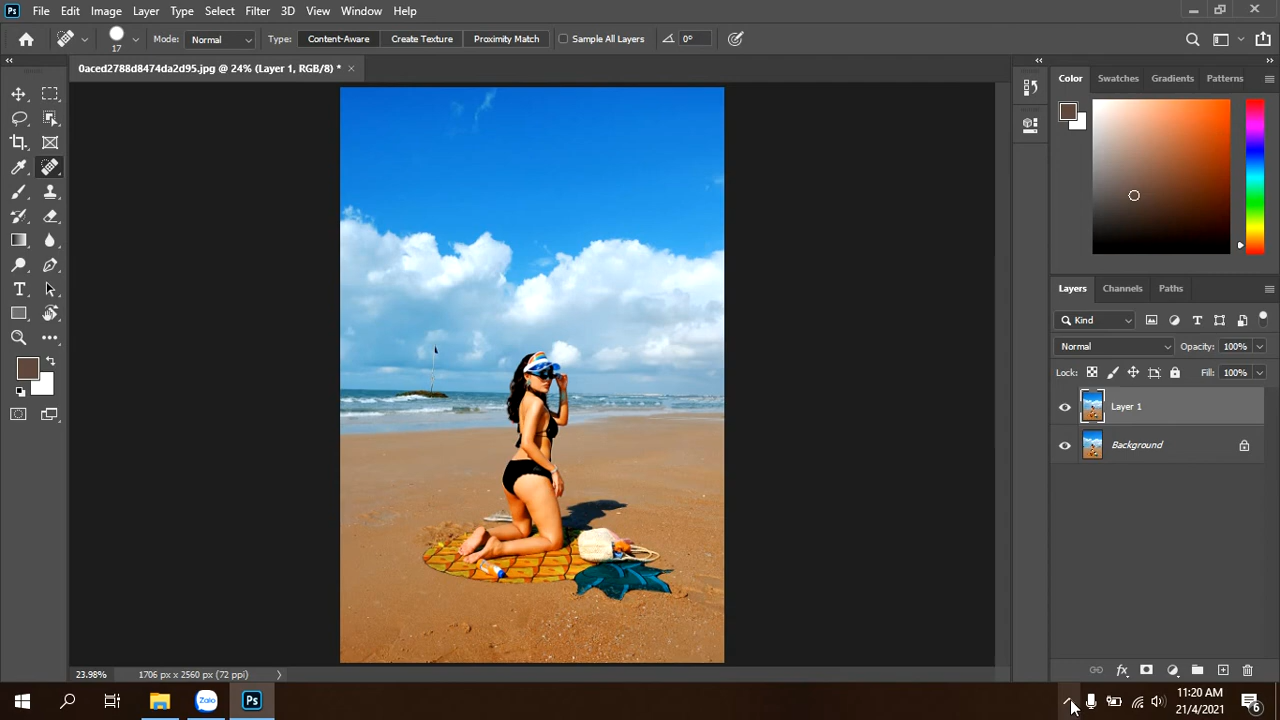 Ps File Edit Image Layer Type Select Filter 3D View Window Help
17 Mode: Normal Type: Content-Aware Create Texture Proximity Match Sample All Layers 0°
0aced2788d8474da2d95.jpg @ 24% (Layer 1, RGB/8) * ×
Color Swatches Gradients Patterns
Layers Channels Paths
Kind
Normal Opacity: 100%
Lock: Fill: 100%
Layer 1
Background
23.98% 1706 px x 2560 px (72 ppi)
Zalo Ps 11:20 AM
21/4/2021 6